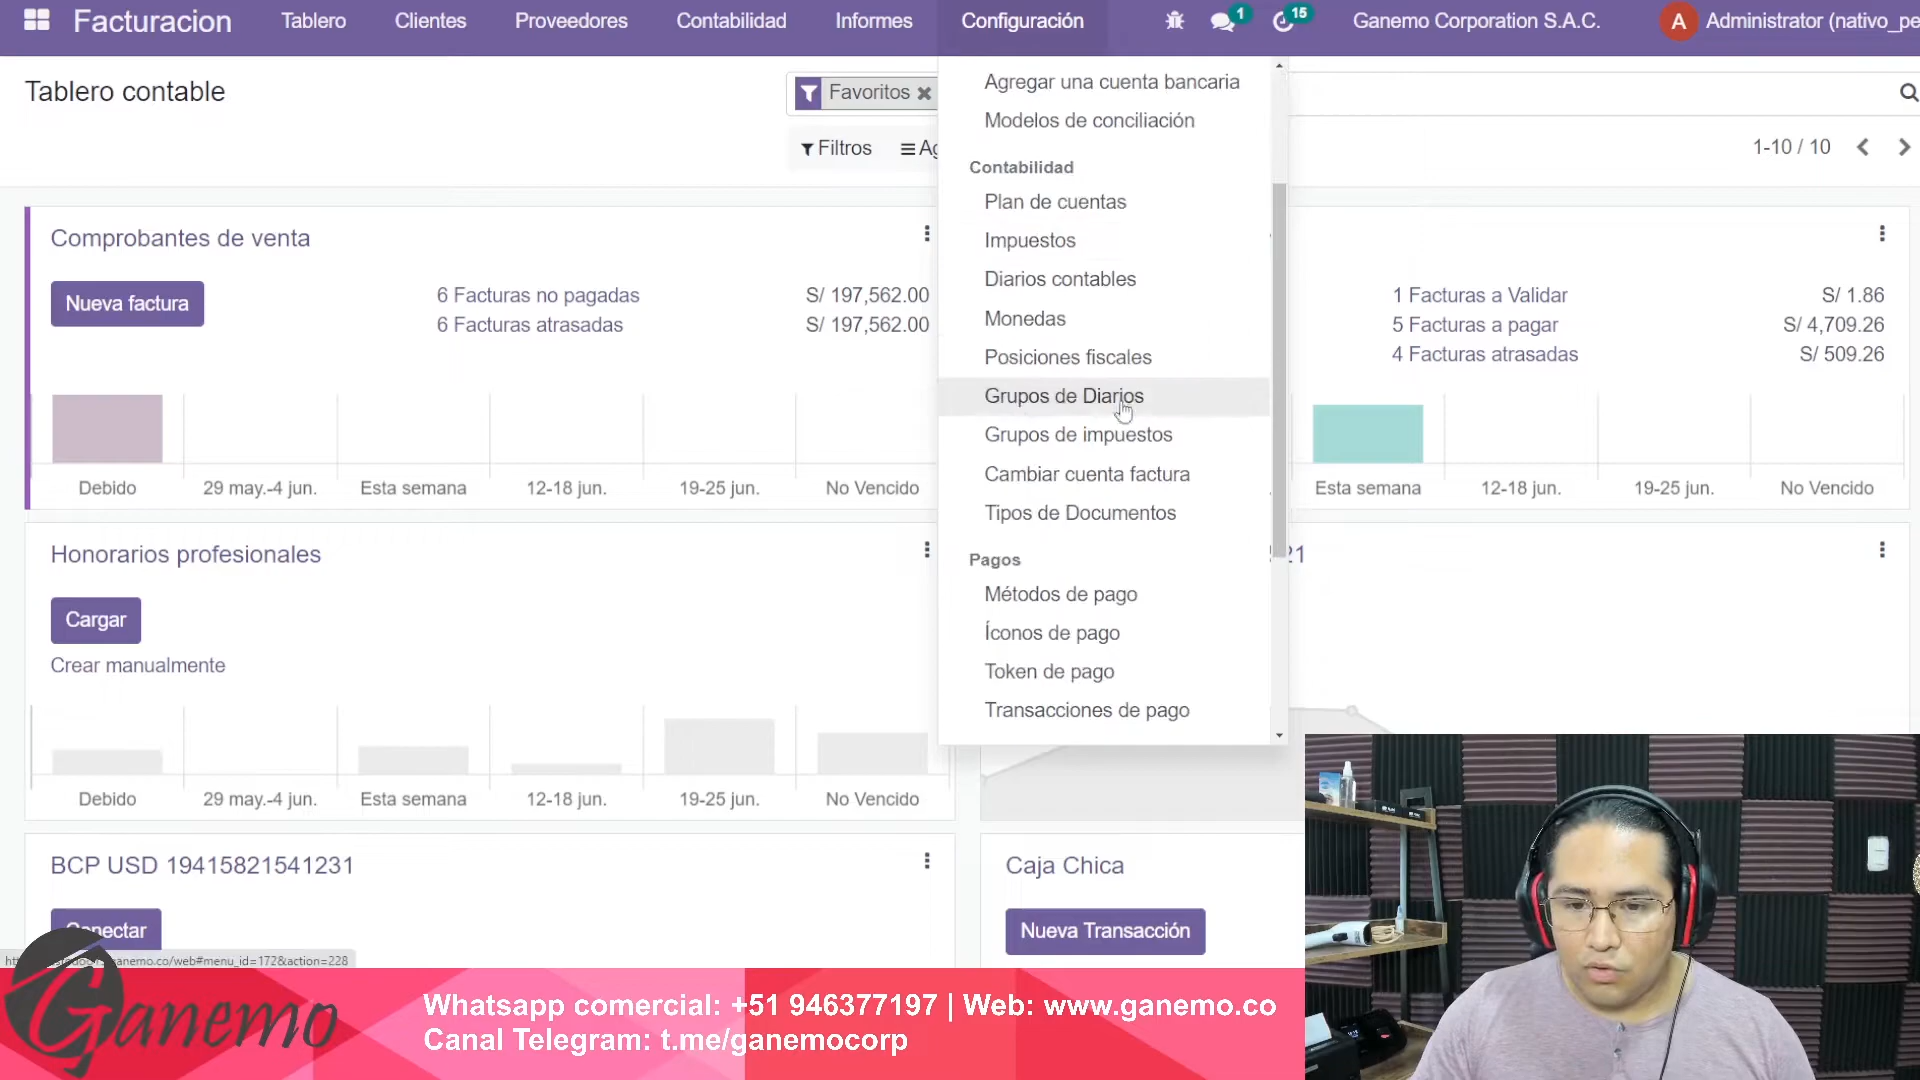 Facturacion Tablero Clientes Proveedores Contabilidad Informes Configuración 1 15 Ganemo Corporation S.A.C. A Administrator (nativo_pe
Tablero contable
Favoritos
Filtros
1-10 / 10
Agregar una cuenta bancaria
Modelos de conciliación
Contabilidad
Plan de cuentas
Impuestos
Diarios contables
Monedas
Posiciones fiscales
Grupos de Diarios
Grupos de impuestos
Cambiar cuenta factura
Tipos de Documentos
Pagos
Métodos de pago
Íconos de pago
Token de pago
Transacciones de pago
Comprobantes de venta
Nueva factura
6 Facturas no pagadas S/ 197,562.00
6 Facturas atrasadas S/ 197,562.00
Debido 29 may.-4 jun. Esta semana 12-18 jun. 19-25 jun. No Vencido
1 Facturas a Validar S/ 1.86
5 Facturas a pagar S/ 4,709.26
4 Facturas atrasadas S/ 509.26
Esta semana 12-18 jun. 19-25 jun. No Vencido
Honorarios profesionales
Cargar
Crear manualmente
Debido 29 may.-4 jun. Esta semana 12-18 jun. 19-25 jun. No Vencido
21
BCP USD 19415821541231
Caja Chica
Nueva Transacción
anemo.co/web#menu_id=172&action=228
Ganemo
Whatsapp comercial: +51 946377197 | Web: www.ganemo.co
Canal Telegram: t.me/ganemocorp